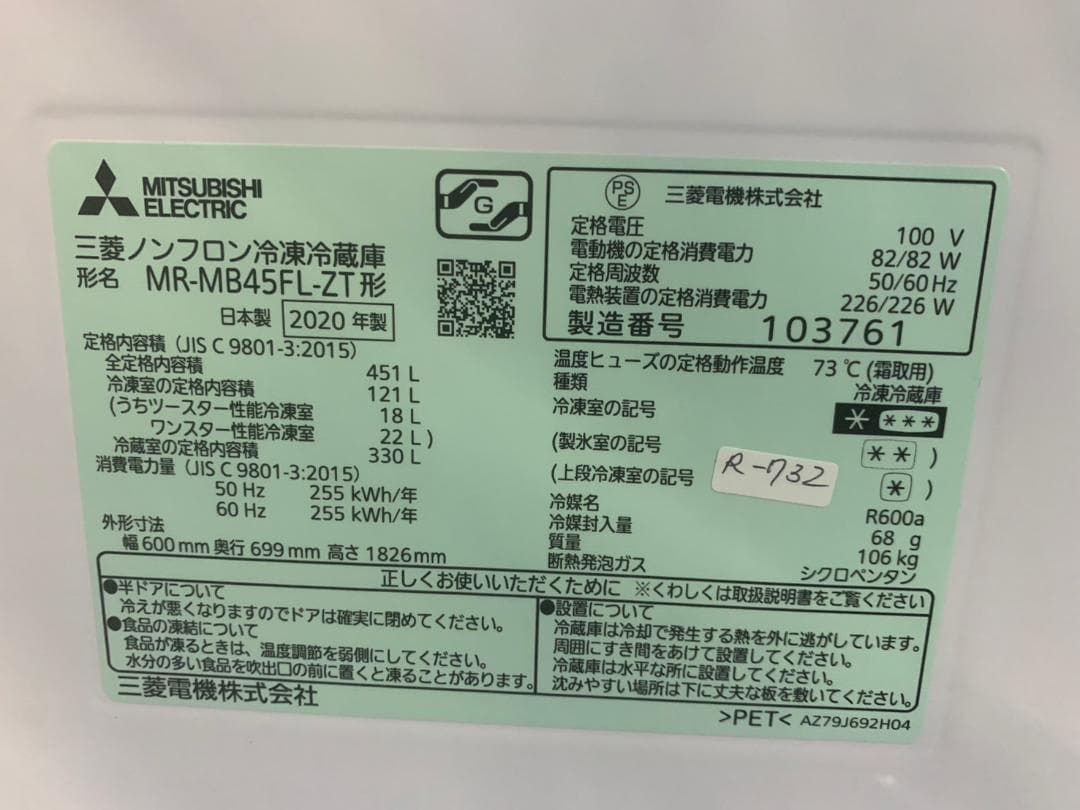 MITSUBISHI
ELECTRIC
G
三菱ノンフロン冷凍冷蔵庫
形名 MR-MB45FL-ZT形
日本製 2020 年製
定格内容積 (JIS C 9801-3:2015)
全定格内容積 451 L
冷凍室の定格内容積 121 L
(うちツースター性能冷凍室 18 L
ワンスター性能冷凍室 22 L )
冷蔵室の定格内容積 330 L
消費電力量 (JIS C 9801-3:2015)
50 Hz 255 kWh/年
60 Hz 255 kWh/年
外形寸法
幅 600 mm 奥行 699 mm 高さ 1826 mm
PSE 三菱電機株式会社
定格電圧 100 V
電動機の定格消費電力 82/82 W
定格周波数 50/60 Hz
電熱装置の定格消費電力 226/226 W
製造番号 103761
温度ヒューズの定格動作温度 73 ℃ (霜取用)
種類 冷凍冷蔵庫
冷凍室の記号 * ***
(製氷室の記号 ** )
(上段冷凍室の記号 * )
R-732
冷媒名 R600a
冷媒封入量 68 g
質量 106 kg
断熱発泡ガス シクロペンタン
正しくお使いいただくために ※くわしくは取扱説明書をご覧ください
●半ドアについて
冷えが悪くなりますのでドアは確実に閉めてください。
●食品の凍結について
食品が凍るときは、温度調節を弱側にしてください。
水分の多い食品を吹出口の前に置くと凍ることがあります。
●設置について
冷蔵庫は冷却で発生する熱を外に逃がしています。
周囲にすき間をあけて設置してください。
冷蔵庫は水平な所に設置してください。
沈みやすい場所は下に丈夫な板を敷いてください。
三菱電機株式会社
>PET< AZ79J692H04